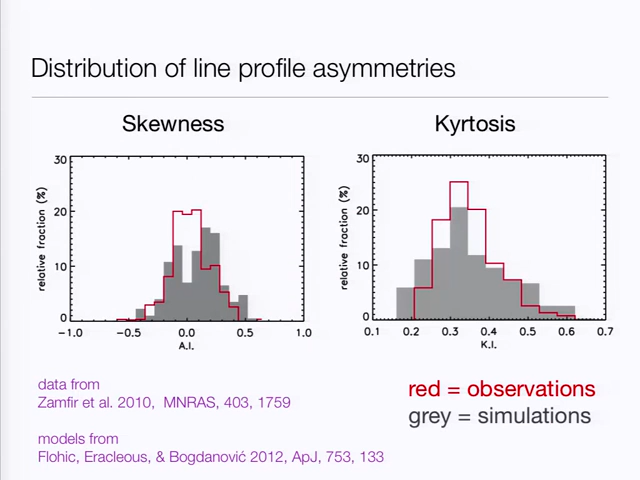 Distribution of line profile asymmetries
Skewness
Kyrtosis
30
20
10
0
relative fraction (%)
−1.0 −0.5 0.0 0.5 1.0
A.I.
30
20
10
0
relative fraction (%)
0.1 0.2 0.3 0.4 0.5 0.6 0.7
K.I.
data from
Zamfir et al. 2010, MNRAS, 403, 1759
models from
Flohic, Eracleous, & Bogdanović 2012, ApJ, 753, 133
red = observations
grey = simulations